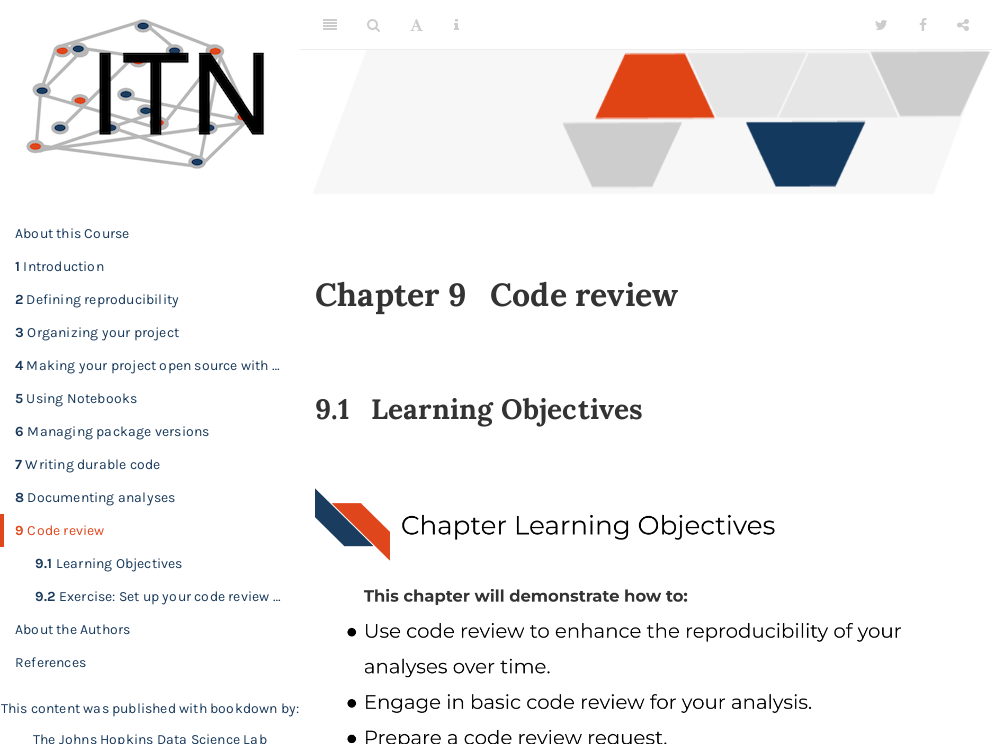 ITN
About this Course
1 Introduction
2 Defining reproducibility
3 Organizing your project
4 Making your project open source with ...
5 Using Notebooks
6 Managing package versions
7 Writing durable code
8 Documenting analyses
9 Code review
9.1 Learning Objectives
9.2 Exercise: Set up your code review ...
About the Authors
References
This content was published with bookdown by:
The Johns Hopkins Data Science Lab
Chapter 9 Code review
9.1 Learning Objectives
Chapter Learning Objectives
This chapter will demonstrate how to:
● Use code review to enhance the reproducibility of your
analyses over time.
● Engage in basic code review for your analysis.
● Prepare a code review request.